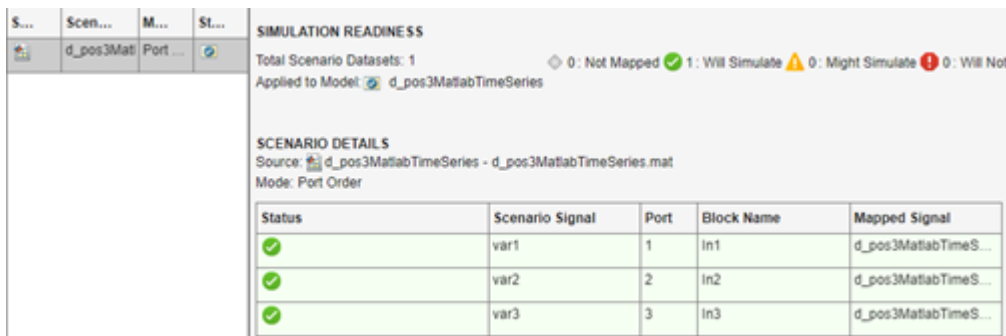 S... Scen... M... St...
d_pos3Matl Port ...
SIMULATION READINESS
Total Scenario Datasets: 1
0: Not Mapped 1: Will Simulate 0: Might Simulate 0: Will Not
Applied to Model: d_pos3MatlabTimeSeries
SCENARIO DETAILS
Source: d_pos3MatlabTimeSeries - d_pos3MatlabTimeSeries.mat
Mode: Port Order
Status Scenario Signal Port Block Name Mapped Signal
var1 1 In1 d_pos3MatlabTimeS...
var2 2 In2 d_pos3MatlabTimeS...
var3 3 In3 d_pos3MatlabTimeS...